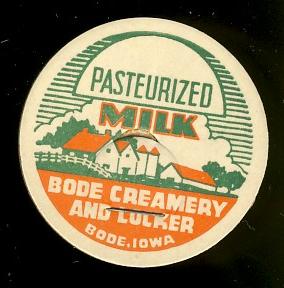 PASTEURIZED
MILK
BODE CREAMERY
AND LOCKER
BODE, IOWA